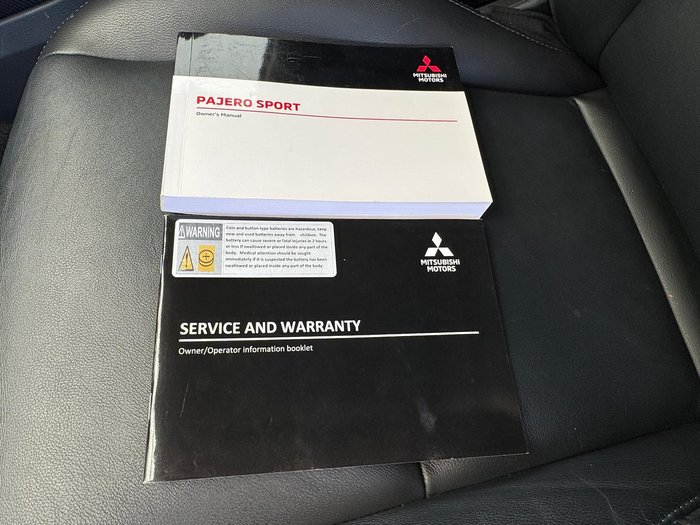 MITSUBISHI
MOTORS
PAJERO SPORT
Owner's Manual
WARNING
Coin and button type batteries are hazardous, keep
new and used batteries away from children. The
battery can cause severe or fatal injuries in 2 hours
or less if swallowed or placed inside any part of the
body. Medical attention should be sought
immediately if it is suspected the battery has been
swallowed or placed inside any part of the body
MITSUBISHI
MOTORS
SERVICE AND WARRANTY
Owner/Operator information booklet